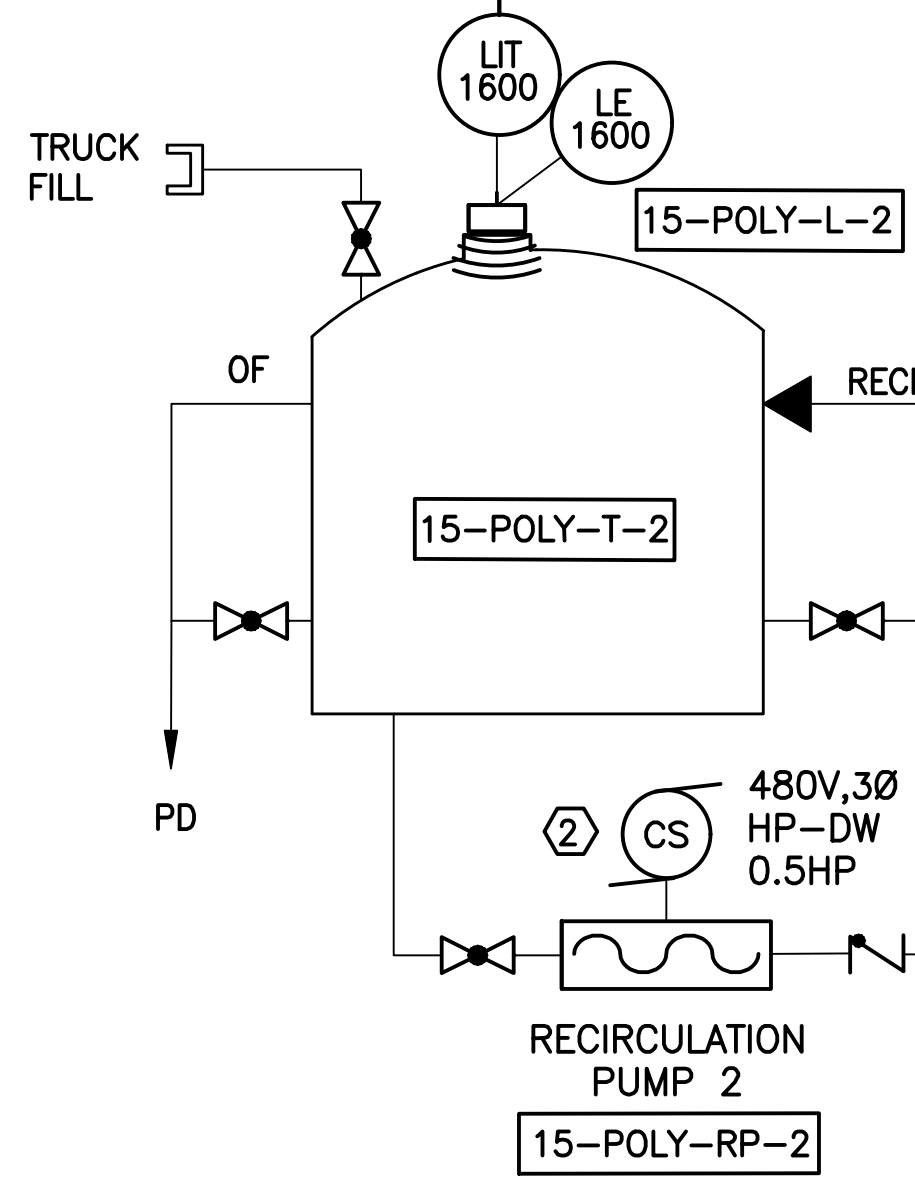 LIT
1600
LE
1600
TRUCK
FILL
15-POLY-L-2
OF
15-POLY-T-2
PD
2
CS
480V,3Ø
HP-DW
0.5HP
RECIRCULATION
PUMP 2
15-POLY-RP-2